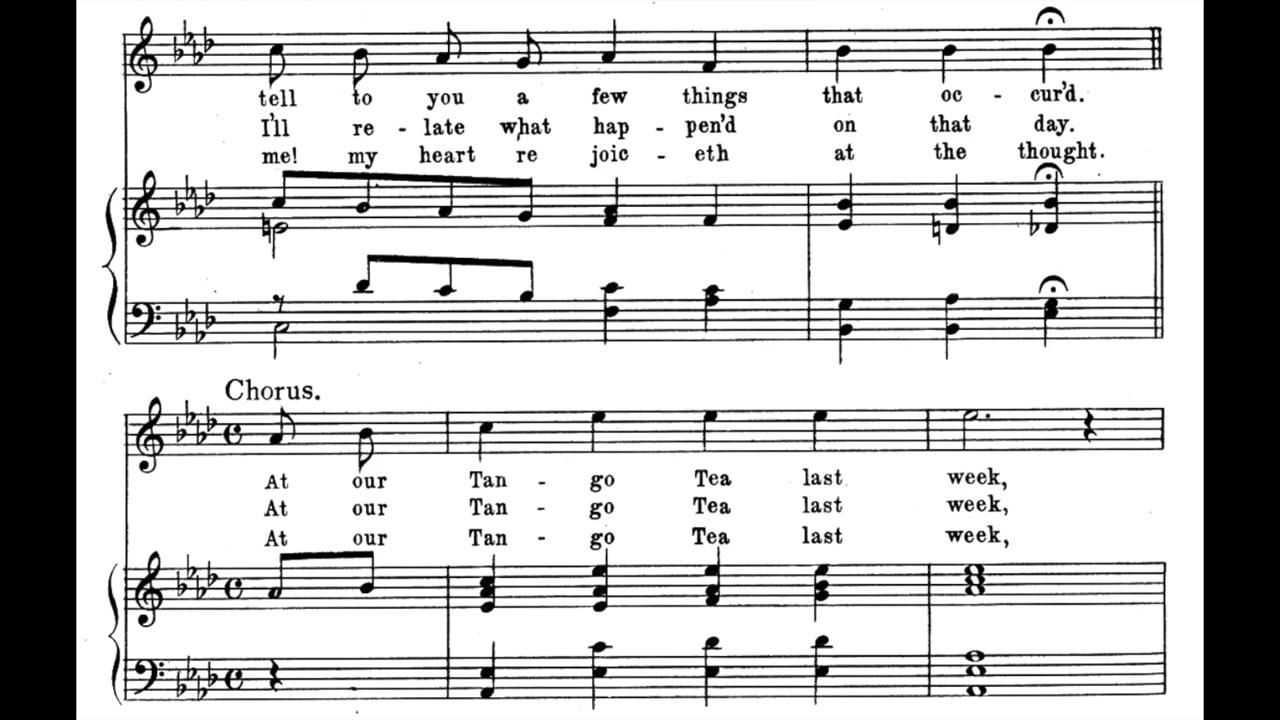 tell to you a few things that oc - cur'd.
I'll re - late what hap - pen'd on that day.
me! my heart re joic - eth at the thought.
Chorus.
At our Tan - go Tea last week,
At our Tan - go Tea last week,
At our Tan - go Tea last week,